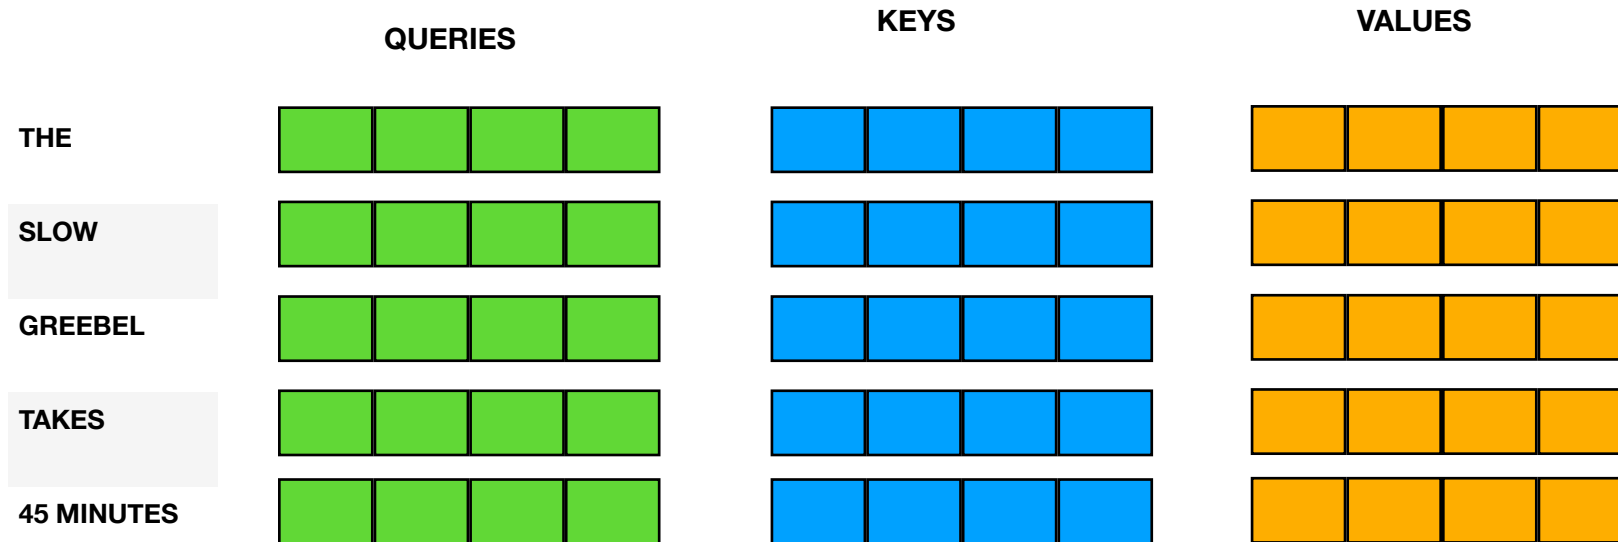 QUERIES
KEYS
VALUES
THE
SLOW
GREEBEL
TAKES
45 MINUTES